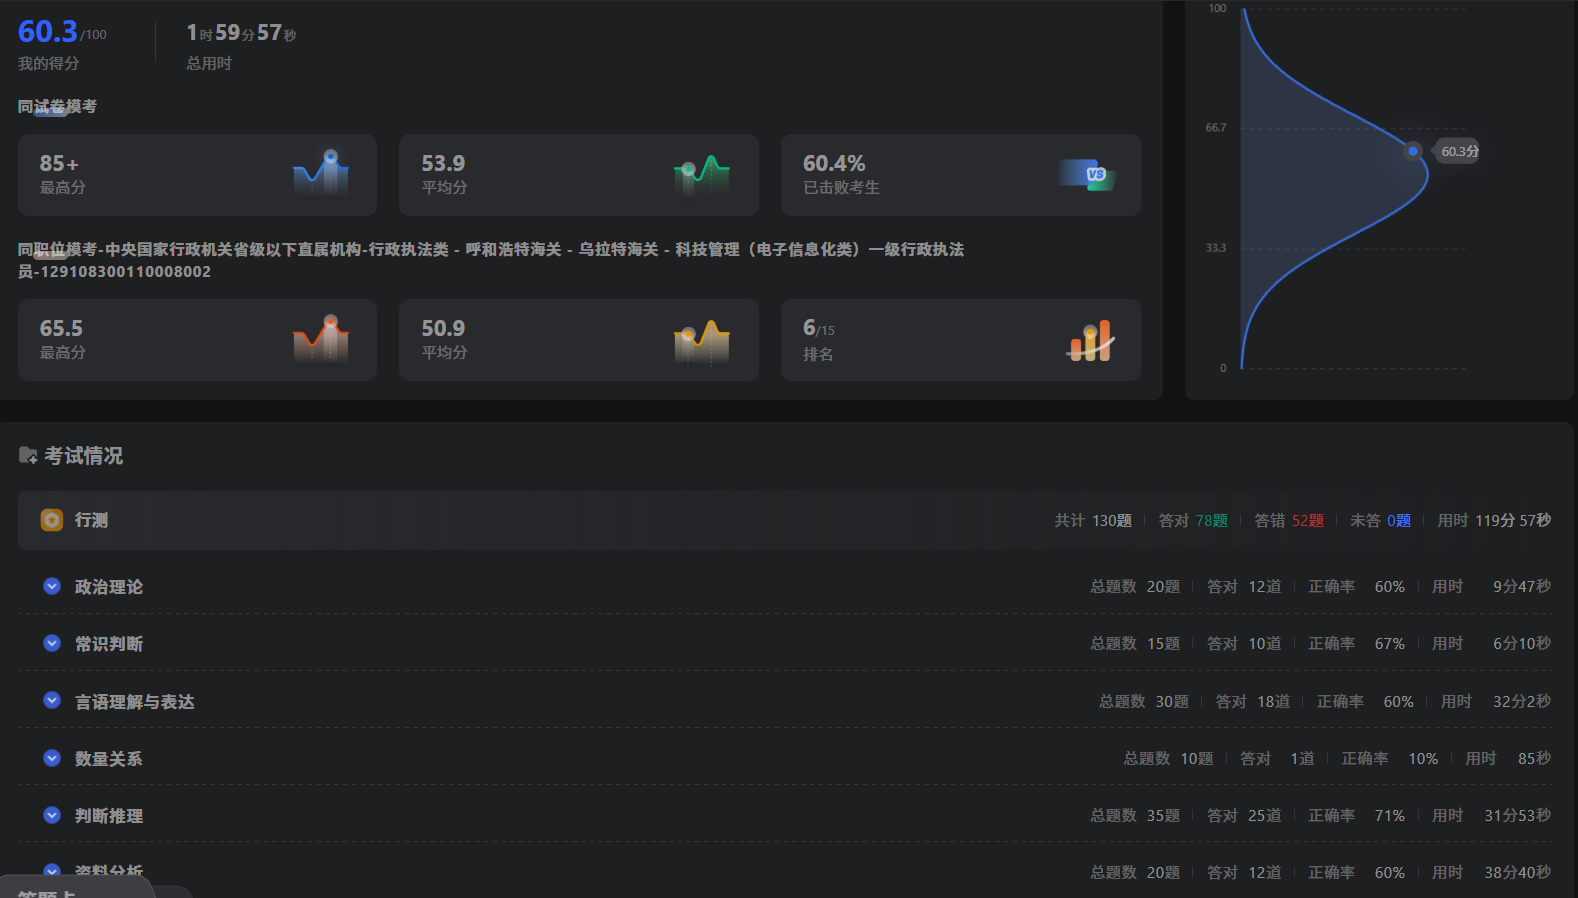 60.3/100
1时59分57秒
我的得分
总用时
同试卷模考
85+
最高分
53.9
平均分
60.4%
已击败考生
VS
同职位模考-中央国家行政机关省级以下直属机构-行政执法类 - 呼和浩特海关 - 乌拉特海关 - 科技管理（电子信息化类）一级行政执法
员-129108300110008002
65.5
最高分
50.9
平均分
6/15
排名
100
66.7
60.3分
33.3
0
考试情况
行测 共计 130题 答对 78题 答错 52题 未答 0题 用时 119分 57秒
政治理论 总题数 20题 答对 12道 正确率 60% 用时 9分47秒
常识判断 总题数 15题 答对 10道 正确率 67% 用时 6分10秒
言语理解与表达 总题数 30题 答对 18道 正确率 60% 用时 32分2秒
数量关系 总题数 10题 答对 1道 正确率 10% 用时 85秒
判断推理 总题数 35题 答对 25道 正确率 71% 用时 31分53秒
资料分析 总题数 20题 答对 12道 正确率 60% 用时 38分40秒